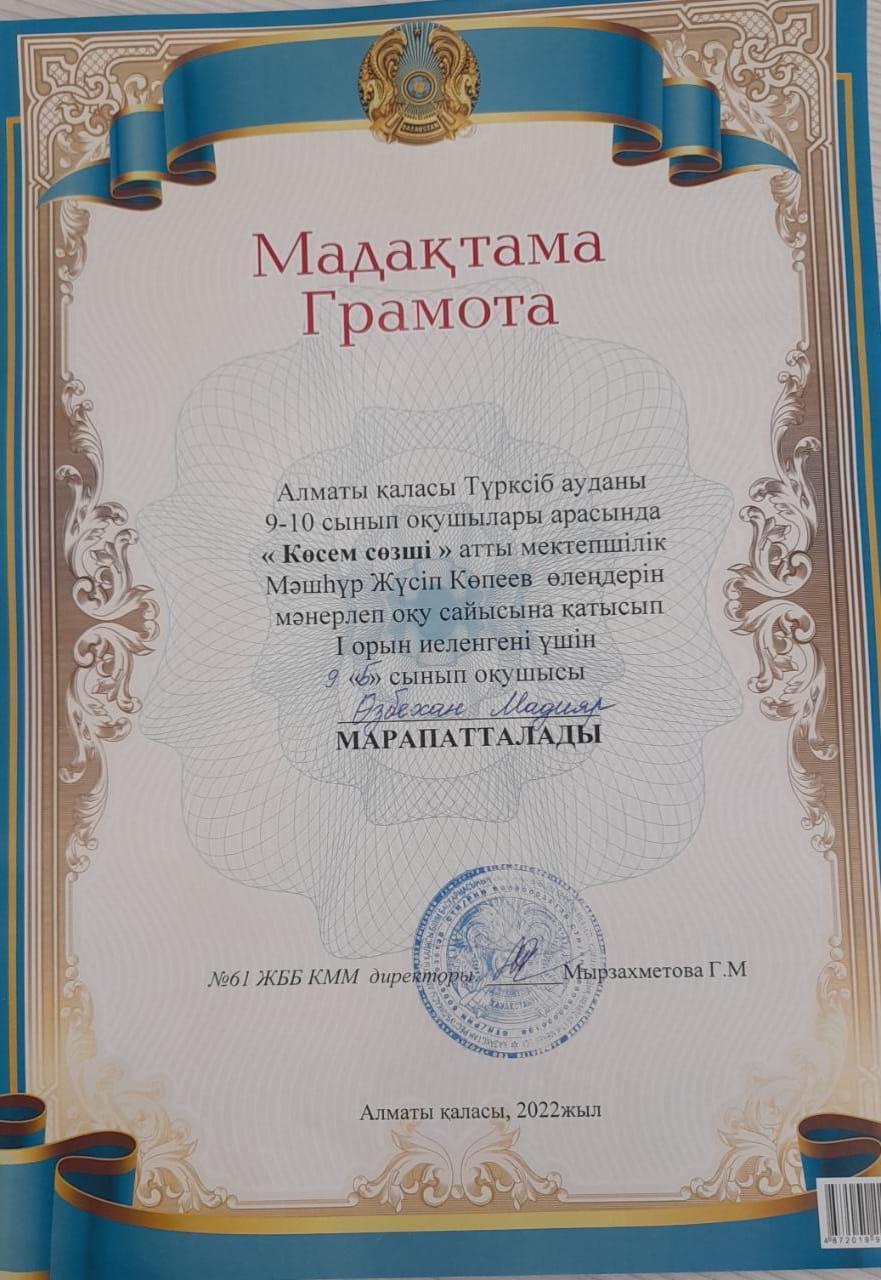 QAZAQSTAN
Мадақтама
Грамота
Алматы қаласы Түрксіб ауданы
9-10 сынып оқушылары арасында
« Көсем сөзші » атты мектепшілік
Мәшһүр Жүсіп Көпеев өлеңдерін
мәнерлеп оқу сайысына қатысып
І орын иеленгені үшін
9 «Б» сынып оқушысы
Өзбехан Мадияр
МАРАПАТТАЛАДЫ
№61 ЖББ КММ директоры Мырзахметова Г.М
Алматы қаласы, 2022жыл